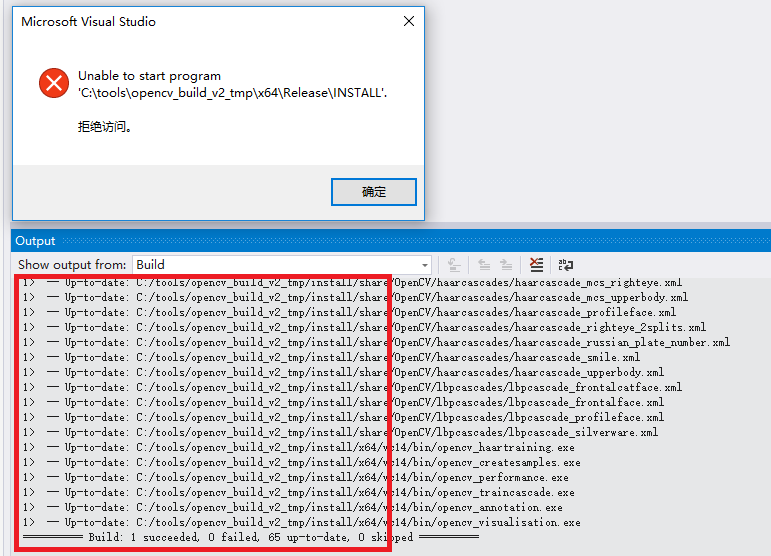 Microsoft Visual Studio
Unable to start program
'C:\tools\opencv_build_v2_tmp\x64\Release\INSTALL'.
拒绝访问。
确定
Output
Show output from: Build
1>  -- Up-to-date: C:/tools/opencv_build_v2_tmp/install/share/OpenCV/haarcascades/haarcascade_mcs_righteye.xml
1>  -- Up-to-date: C:/tools/opencv_build_v2_tmp/install/share/OpenCV/haarcascades/haarcascade_mcs_upperbody.xml
1>  -- Up-to-date: C:/tools/opencv_build_v2_tmp/install/share/OpenCV/haarcascades/haarcascade_profileface.xml
1>  -- Up-to-date: C:/tools/opencv_build_v2_tmp/install/share/OpenCV/haarcascades/haarcascade_righteye_2splits.xml
1>  -- Up-to-date: C:/tools/opencv_build_v2_tmp/install/share/OpenCV/haarcascades/haarcascade_russian_plate_number.xml
1>  -- Up-to-date: C:/tools/opencv_build_v2_tmp/install/share/OpenCV/haarcascades/haarcascade_smile.xml
1>  -- Up-to-date: C:/tools/opencv_build_v2_tmp/install/share/OpenCV/haarcascades/haarcascade_upperbody.xml
1>  -- Up-to-date: C:/tools/opencv_build_v2_tmp/install/share/OpenCV/lbpcascades/lbpcascade_frontalcatface.xml
1>  -- Up-to-date: C:/tools/opencv_build_v2_tmp/install/share/OpenCV/lbpcascades/lbpcascade_frontalface.xml
1>  -- Up-to-date: C:/tools/opencv_build_v2_tmp/install/share/OpenCV/lbpcascades/lbpcascade_profileface.xml
1>  -- Up-to-date: C:/tools/opencv_build_v2_tmp/install/share/OpenCV/lbpcascades/lbpcascade_silverware.xml
1>  -- Up-to-date: C:/tools/opencv_build_v2_tmp/install/x64/vc14/bin/opencv_haartraining.exe
1>  -- Up-to-date: C:/tools/opencv_build_v2_tmp/install/x64/vc14/bin/opencv_createsamples.exe
1>  -- Up-to-date: C:/tools/opencv_build_v2_tmp/install/x64/vc14/bin/opencv_performance.exe
1>  -- Up-to-date: C:/tools/opencv_build_v2_tmp/install/x64/vc14/bin/opencv_traincascade.exe
1>  -- Up-to-date: C:/tools/opencv_build_v2_tmp/install/x64/vc14/bin/opencv_annotation.exe
1>  -- Up-to-date: C:/tools/opencv_build_v2_tmp/install/x64/vc14/bin/opencv_visualisation.exe
========== Build: 1 succeeded, 0 failed, 65 up-to-date, 0 skipped ==========